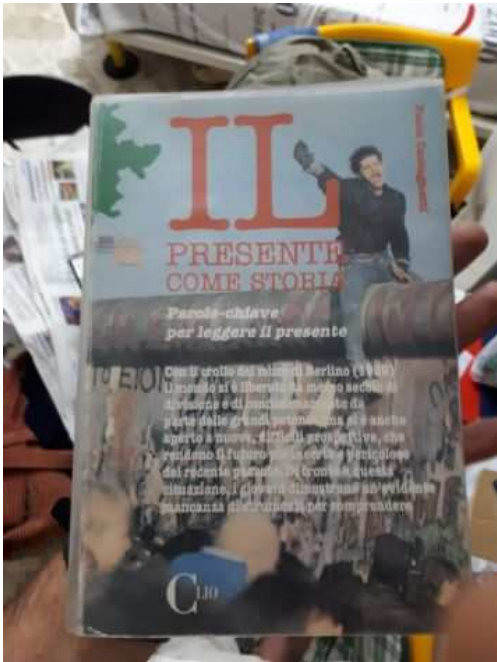 IL
PRESENTE
COME STORIA
Parole-chiave
per leggere il presente
Con il crollo del muro di Berlino (1989)
il mondo si è liberato da mezzo secolo di
divisione e di condizionamento da
parte delle grandi potenze, ma si è anche
aperto a nuove, difficili prospettive, che
rendono il futuro più incerto e pericoloso
del recente passato. Di fronte a questa
situazione, i giovani dimostrano un'evidente
mancanza di strumenti per comprendere
CLIO